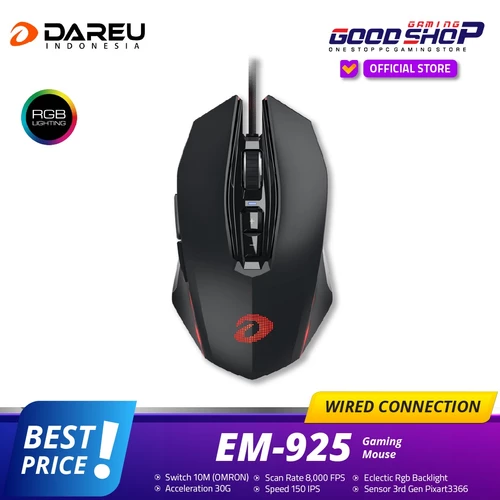 DAREU
INDONESIA
GAMING
GOODSHOP
ONE STOP PC GAMING STORE
OFFICIAL STORE
RGB
LIGHTING
WIRED CONNECTION
BEST
PRICE!
EM-925 Gaming
Mouse
Switch 10M (OMRON)
Scan Rate 8,000 FPS
Eclectic Rgb Backlight
Acceleration 30G
Speed 150 IPS
Sensor 3rd Gen Pixart3366